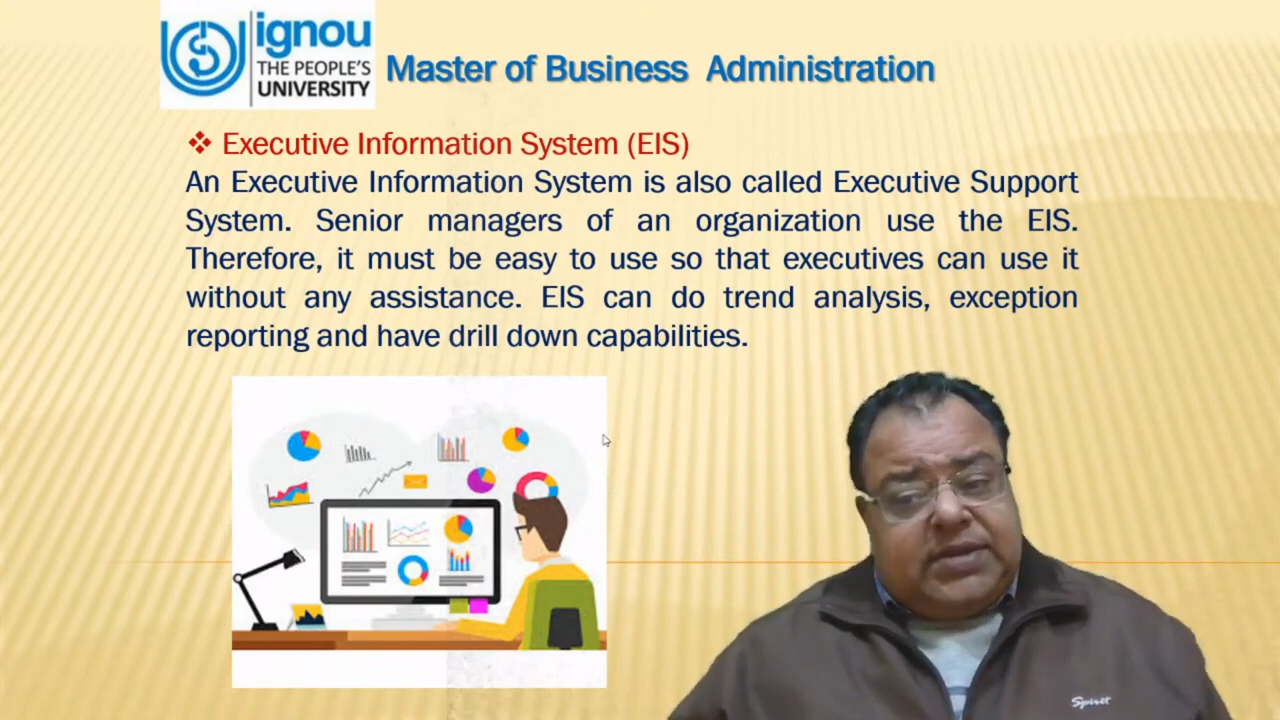 ignou
THE PEOPLE'S
UNIVERSITY
Master of Business Administration
❖ Executive Information System (EIS)
An Executive Information System is also called Executive Support
System. Senior managers of an organization use the EIS.
Therefore, it must be easy to use so that executives can use it
without any assistance. EIS can do trend analysis, exception
reporting and have drill down capabilities.
Spirit